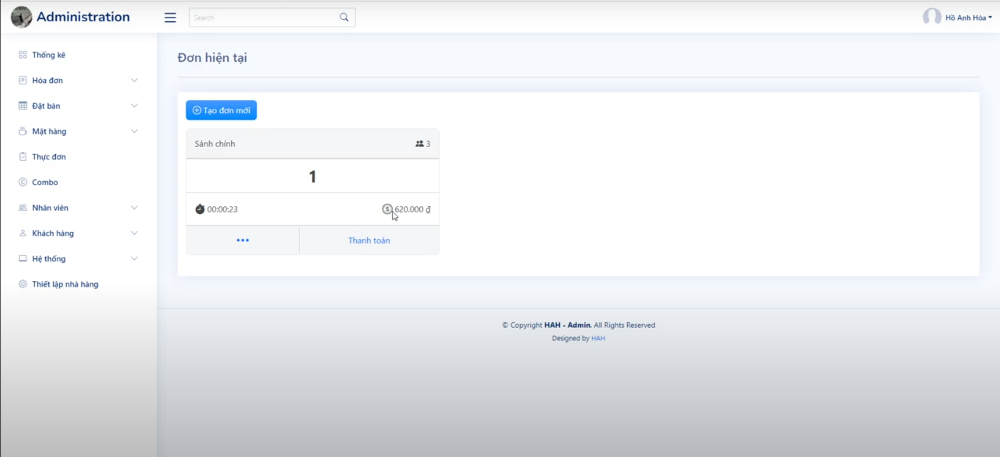 Administration
Search
Hồ Anh Hòa
Thống kê
Hóa đơn
Đặt bàn
Mặt hàng
Thực đơn
Combo
Nhân viên
Khách hàng
Hệ thống
Thiết lập nhà hàng
Đơn hiện tại
Tạo đơn mới
Sảnh chính 3
1
00:00:23 620.000 ₫
••• Thanh toán
© Copyright HAH - Admin. All Rights Reserved
Designed by HAH